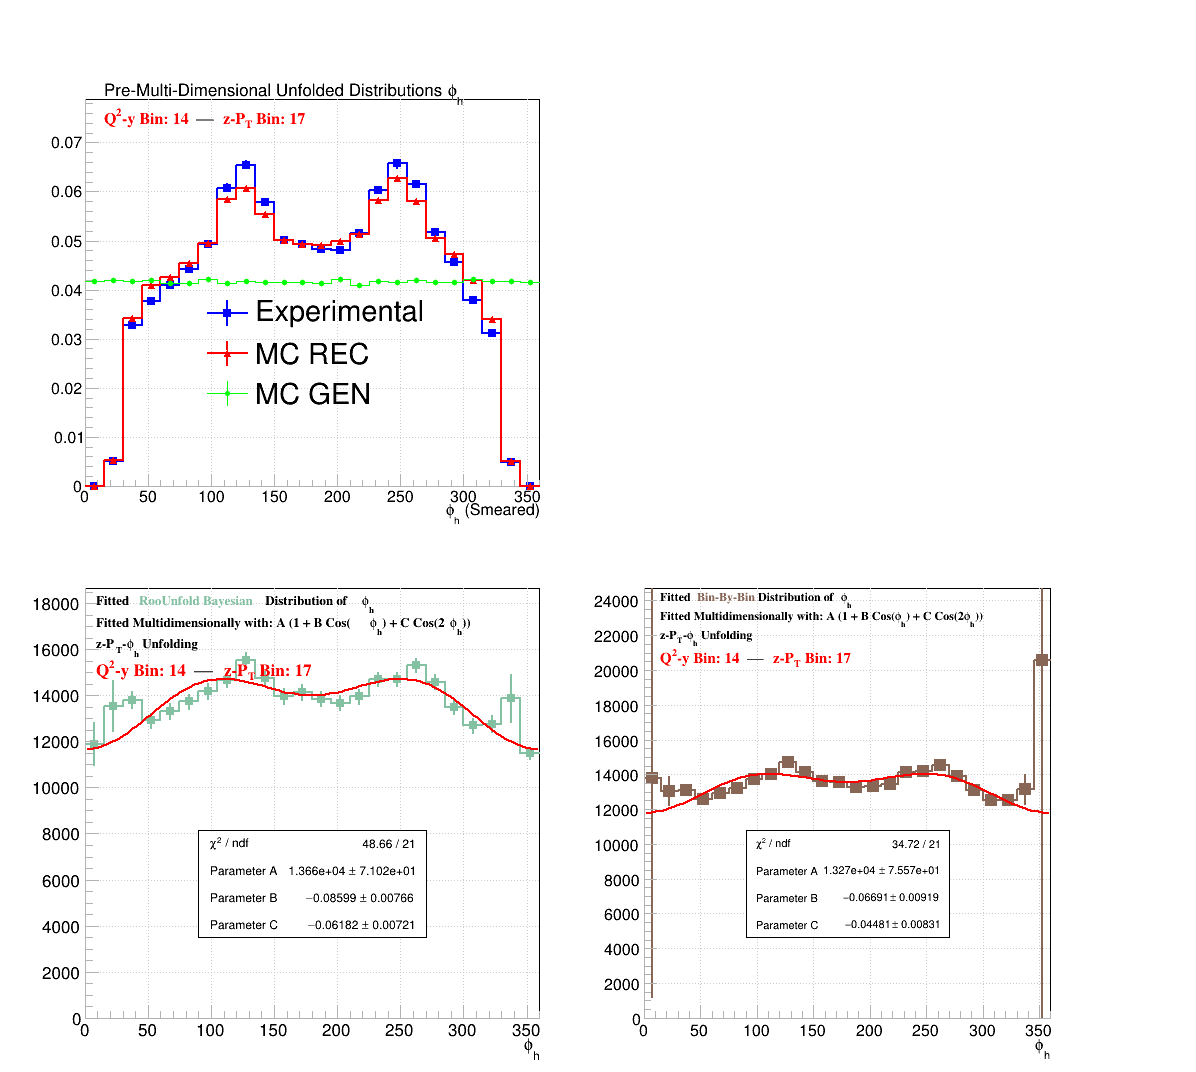 Pre-Multi-Dimensional Unfolded Distributions ϕh
Q²-y Bin: 14 — z-PT Bin: 17
0.07
0.06
0.05
0.04
0.03
0.02
0.01
0
Experimental
MC REC
MC GEN
0 50 100 150 200 250 300 350
ϕh (Smeared)
Fitted RooUnfold Bayesian Distribution of ϕh
Fitted Multidimensionally with: A (1 + B Cos( ϕh) + C Cos(2 ϕh))
z-PT-ϕh Unfolding
Q²-y Bin: 14 — z-PT Bin: 17
18000
16000
14000
12000
10000
8000
6000
4000
2000
0
χ² / ndf 48.66 / 21
Parameter A 1.366e+04 ± 7.102e+01
Parameter B −0.08599 ± 0.00766
Parameter C −0.06182 ± 0.00721
0 50 100 150 200 250 300 350
ϕh
Fitted Bin-By-Bin Distribution of ϕh
Fitted Multidimensionally with: A (1 + B Cos(ϕh) + C Cos(2ϕh))
z-PT-ϕh Unfolding
Q²-y Bin: 14 — z-PT Bin: 17
24000
22000
20000
18000
16000
14000
12000
10000
8000
6000
4000
2000
0
χ² / ndf 34.72 / 21
Parameter A 1.327e+04 ± 7.557e+01
Parameter B −0.06691 ± 0.00919
Parameter C −0.04481 ± 0.00831
0 50 100 150 200 250 300 350
ϕh